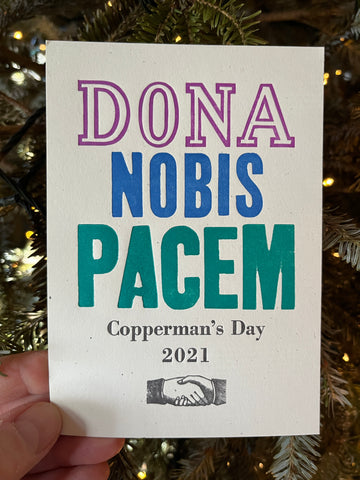 DONA
NOBIS
PACEM
Copperman's Day
2021